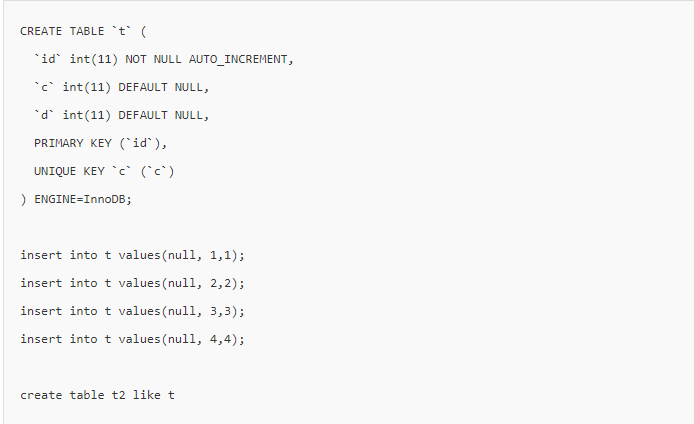 CREATE TABLE `t` (
  `id` int(11) NOT NULL AUTO_INCREMENT,
  `c` int(11) DEFAULT NULL,
  `d` int(11) DEFAULT NULL,
  PRIMARY KEY (`id`),
  UNIQUE KEY `c` (`c`)
) ENGINE=InnoDB;

insert into t values(null, 1,1);
insert into t values(null, 2,2);
insert into t values(null, 3,3);
insert into t values(null, 4,4);

create table t2 like t